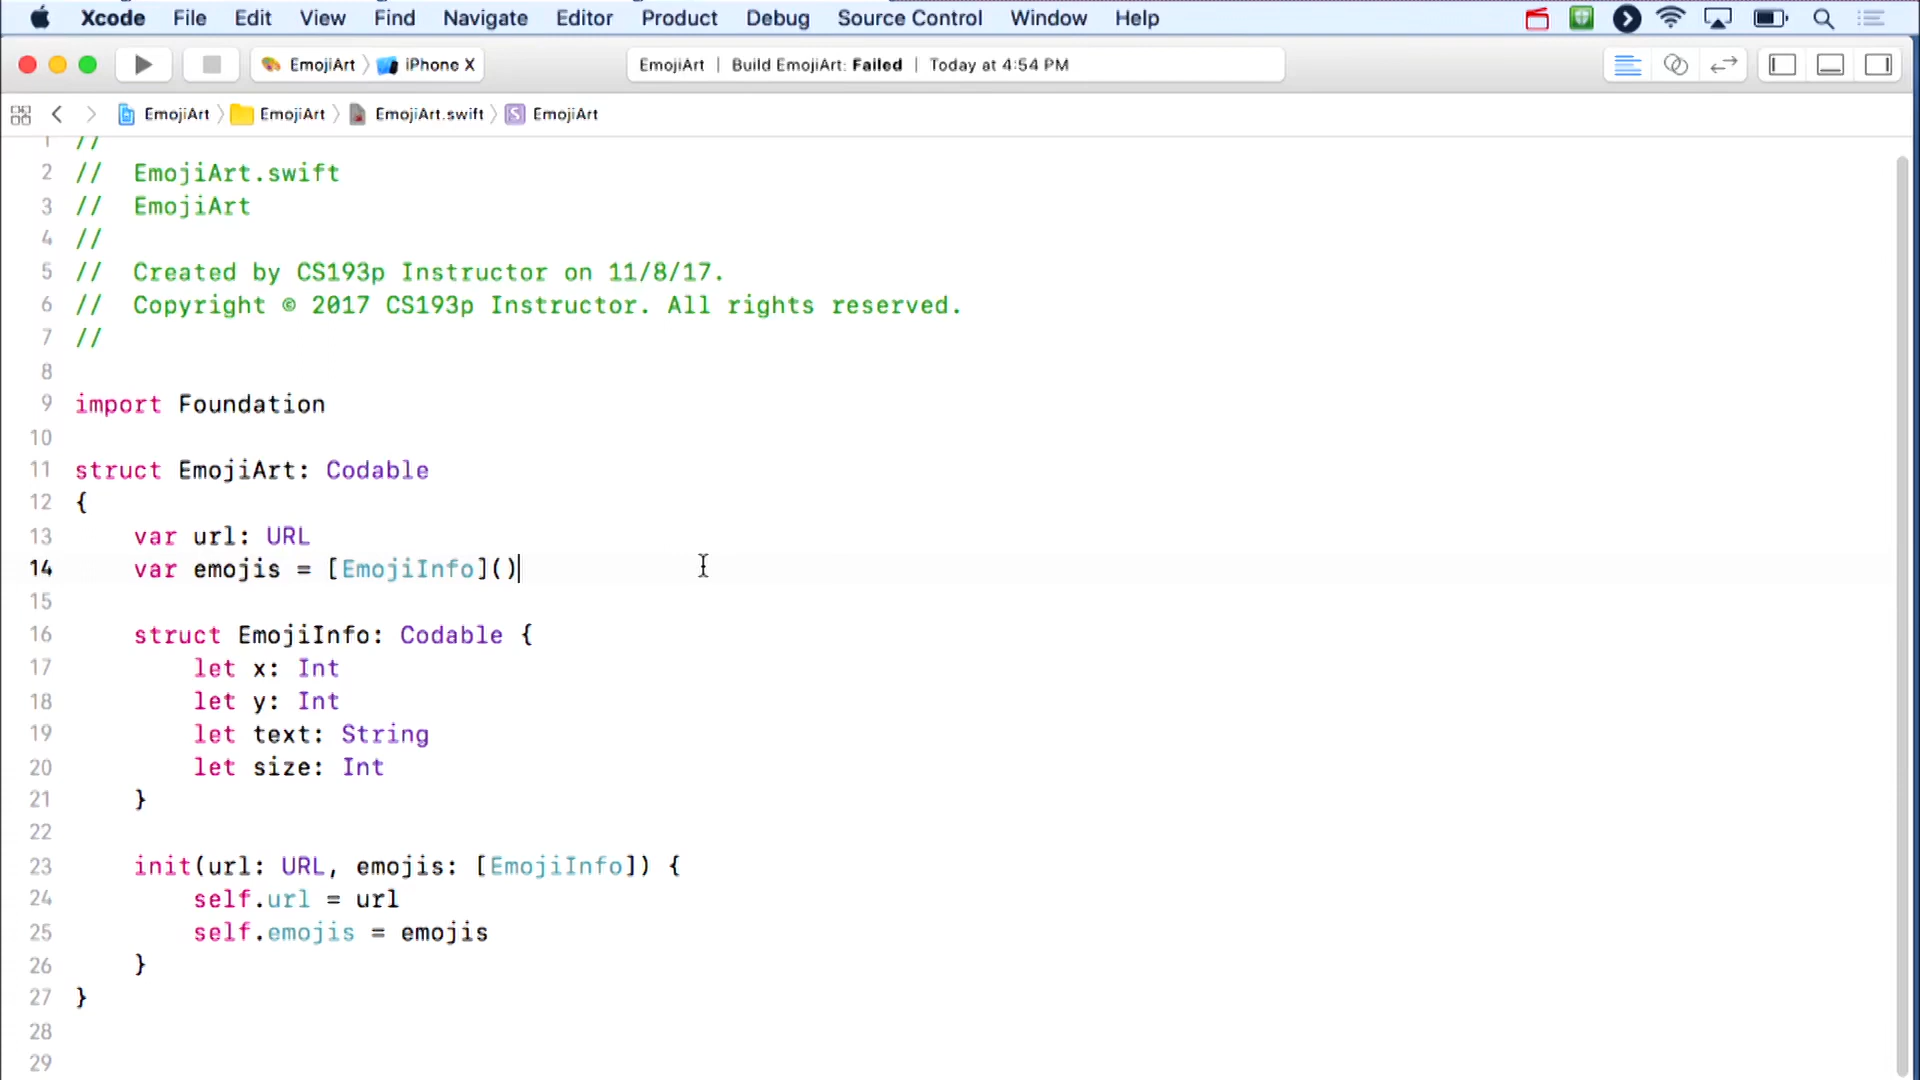 Xcode File Edit View Find Navigate Editor Product Debug Source Control Window Help
EmojiArt iPhone X EmojiArt | Build EmojiArt: Failed | Today at 4:54 PM
EmojiArt EmojiArt EmojiArt.swift S EmojiArt
1 //
2 // EmojiArt.swift
3 // EmojiArt
4 //
5 // Created by CS193p Instructor on 11/8/17.
6 // Copyright © 2017 CS193p Instructor. All rights reserved.
7 //
8
9 import Foundation
10
11 struct EmojiArt: Codable
12 {
13 var url: URL
14 var emojis = [EmojiInfo]()
15
16 struct EmojiInfo: Codable {
17 let x: Int
18 let y: Int
19 let text: String
20 let size: Int
21 }
22
23 init(url: URL, emojis: [EmojiInfo]) {
24 self.url = url
25 self.emojis = emojis
26 }
27 }
28
29